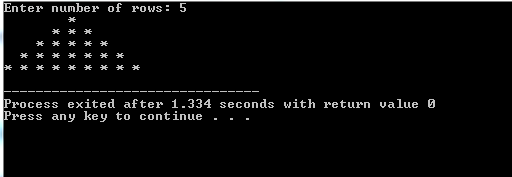 Enter number of rows: 5
        *
      * * *
    * * * * *
  * * * * * * *
* * * * * * * * *

--------------------------------
Process exited after 1.334 seconds with return value 0
Press any key to continue . . .